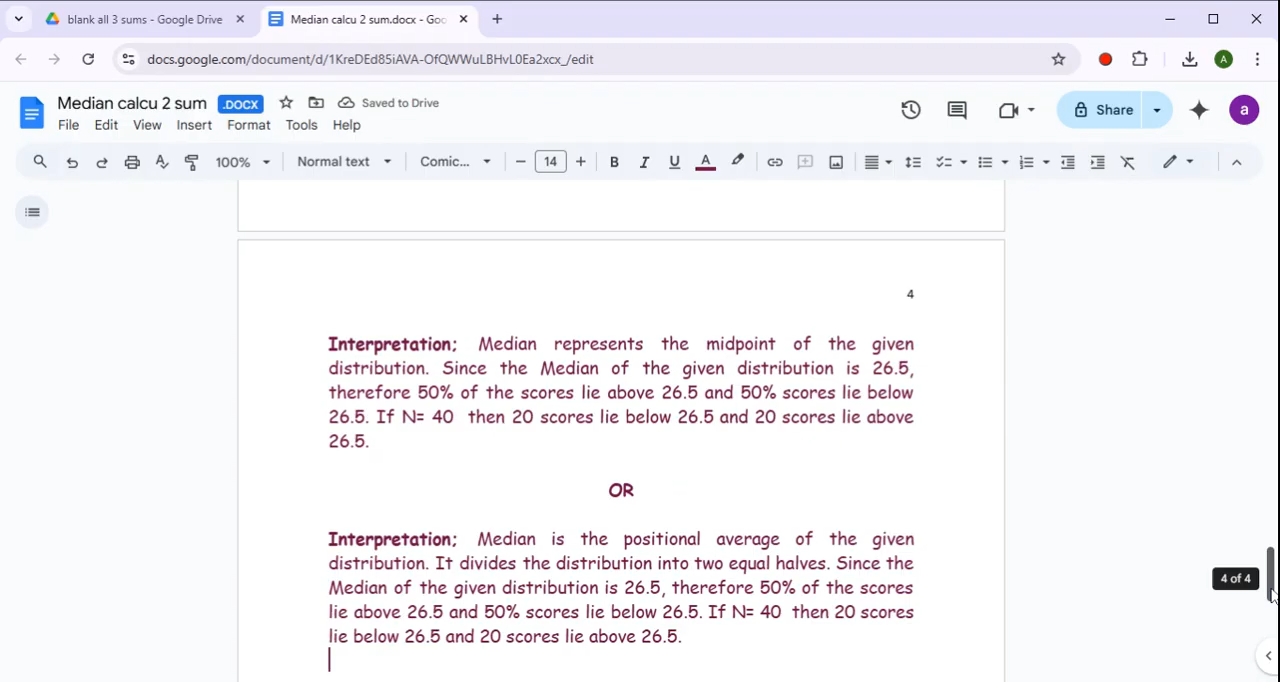 blank all 3 sums - Google Drive
Median calcu 2 sum.docx - Goo
docs.google.com/document/d/1KreDEd85iAVA-OfQWWuLBHvL0Ea2xcx_/edit
A
Median calcu 2 sum .DOCX Saved to Drive
Share
a
File Edit View Insert Format Tools Help
100% Normal text Comic... 14 B I U A
4
Interpretation; Median represents the midpoint of the given
distribution. Since the Median of the given distribution is 26.5,
therefore 50% of the scores lie above 26.5 and 50% scores lie below
26.5. If N= 40 then 20 scores lie below 26.5 and 20 scores lie above
26.5.
OR
Interpretation; Median is the positional average of the given
distribution. It divides the distribution into two equal halves. Since the
Median of the given distribution is 26.5, therefore 50% of the scores
lie above 26.5 and 50% scores lie below 26.5. If N= 40 then 20 scores
lie below 26.5 and 20 scores lie above 26.5.
4 of 4